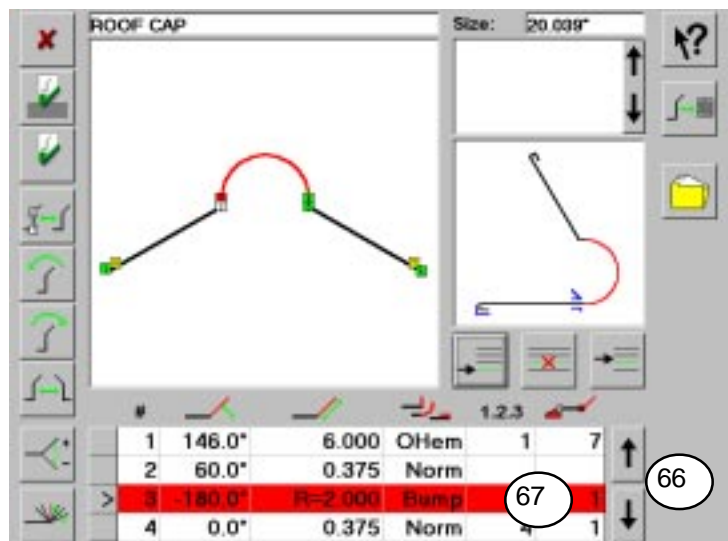 ROOF CAP Size: 20.039"
?
# 1.2.3
1 146.0° 6.000 OHem 1 7
2 60.0° 0.375 Norm
> 3 -180.0° R=2.000 Bump 1
4 0.0° 0.375 Norm 4 1
66
67